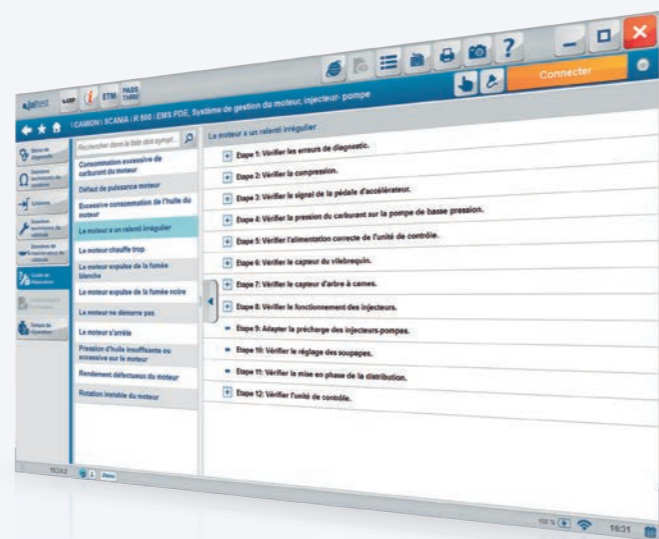 jaltest
GRP
ETM
PASS
THRU
?
\ CAMION \ SCANIA \ R 500 \ EMS PDE, Système de gestion du moteur, injecteur- pompe
Connecter
Rechercher dans la liste des sympt.
Consommation excessive de
carburant du moteur
Défaut de puissance moteur
Excessive consommation de l'huile du
moteur
Le moteur a un ralenti irrégulier
Le moteur chauffe trop
Le moteur expulse de la fumée
blanche
Le moteur expulse de la fumée noire
Le moteur ne démarre pas
Le moteur s'arrête
Pression d'huile insuffisante ou
excessive sur le moteur
Rendement défectueux du moteur
Rotation instable du moteur
Le moteur a un ralenti irrégulier
Etape 1: Vérifier les erreurs de diagnostic.
Etape 2: Vérifier la compression.
Etape 3: Vérifier le signal de la pédale d'accélérateur.
Etape 4: Vérifier la pression du carburant sur la pompe de basse pression.
Etape 5: Vérifier l'alimentation correcte de l'unité de contrôle.
Etape 6: Vérifier le capteur du vilebrequin.
Etape 7: Vérifier le capteur d'arbre à cames.
Etape 8: Vérifier le fonctionnement des injecteurs.
Etape 9: Adapter la précharge des injecteurs-pompes.
Etape 10: Vérifier le réglage des soupapes.
Etape 11: Vérifier la mise en phase de la distribution.
Etape 12: Vérifier l'unité de contrôle.
Schémas
100 %
16:31